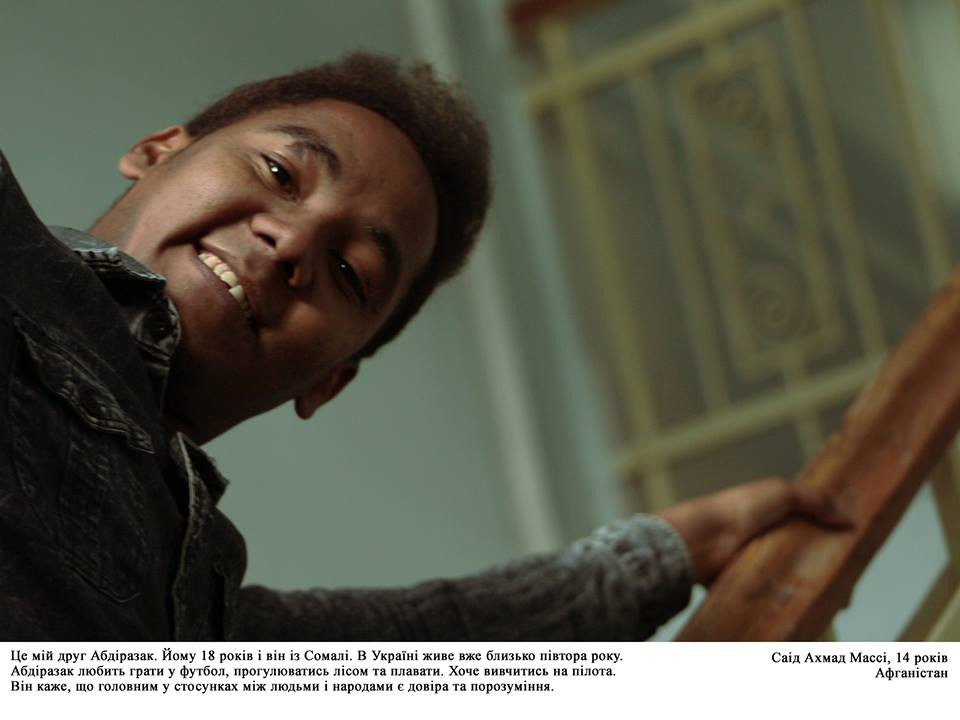 Це мій друг Абдіразак. Йому 18 років і він із Сомалі. В Україні живе вже близько півтора року.
Абдіразак любить грати у футбол, прогулюватись лісом та плавати. Хоче вивчитись на пілота.
Він каже, що головним у стосунках між людьми і народами є довіра та порозуміння.
Саід Ахмад Массі, 14 років
Афганістан